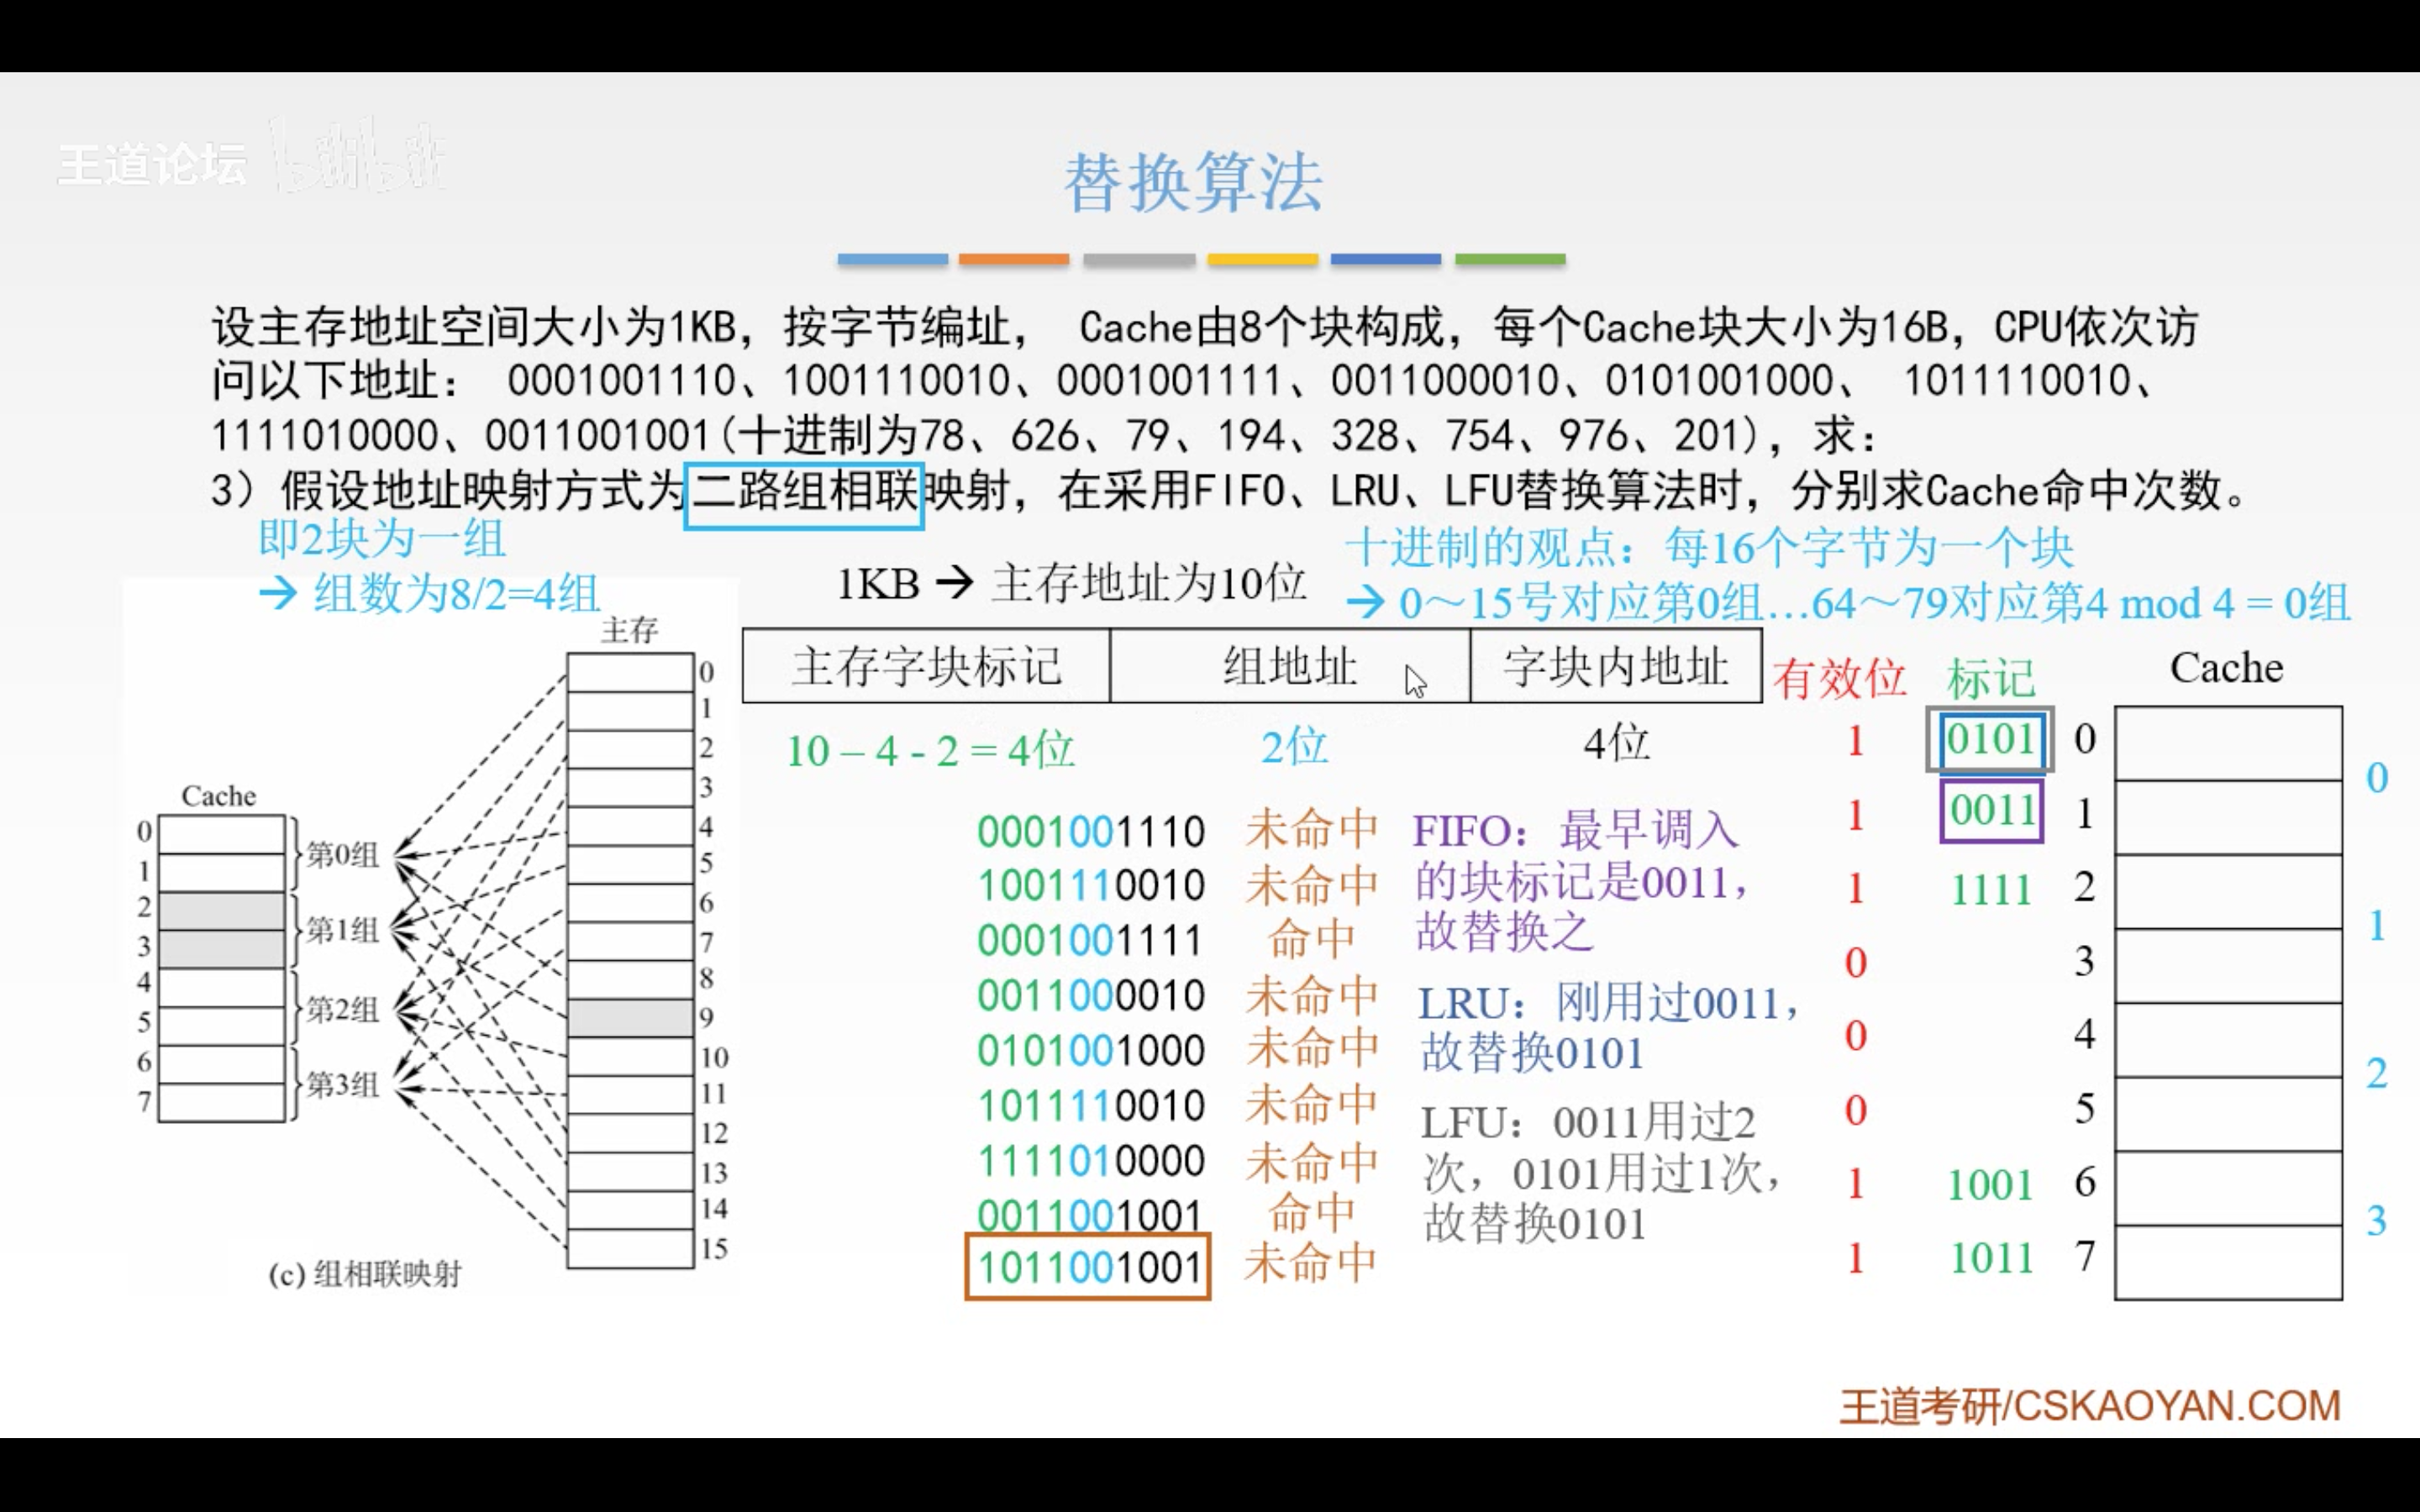 王道论坛 bilibili
替换算法
设主存地址空间大小为1KB，按字节编址， Cache由8个块构成，每个Cache块大小为16B，CPU依次访
问以下地址： 0001001110、1001110010、0001001111、0011000010、0101001000、 1011110010、
1111010000、0011001001(十进制为78、626、79、194、328、754、976、201)，求：
3）假设地址映射方式为二路组相联映射，在采用FIFO、LRU、LFU替换算法时，分别求Cache命中次数。
即2块为一组
→ 组数为8/2=4组
1KB → 主存地址为10位
十进制的观点：每16个字节为一个块
→ 0～15号对应第0组…64～79对应第4 mod 4 = 0组
主存字块标记 组地址 字块内地址
10 – 4 - 2 = 4位 2位 4位
主存
0
1
2
3
4
5
6
7
8
9
10
11
12
13
14
15
Cache
0
1
2
3
4
5
6
7
第0组
第1组
第2组
第3组
(c) 组相联映射
0001001110 未命中
1001110010 未命中
0001001111 命中
0011000010 未命中
0101001000 未命中
1011110010 未命中
1111010000 未命中
0011001001 命中
1011001001 未命中
FIFO：最早调入
的块标记是0011，
故替换之
LRU：刚用过0011，
故替换0101
LFU：0011用过2
次，0101用过1次，
故替换0101
有效位 标记 Cache
1 0101 0
1 0011 1
1 1111 2
0 3
0 4
0 5
1 1001 6
1 1011 7
0
1
2
3
王道考研/CSKAOYAN.COM